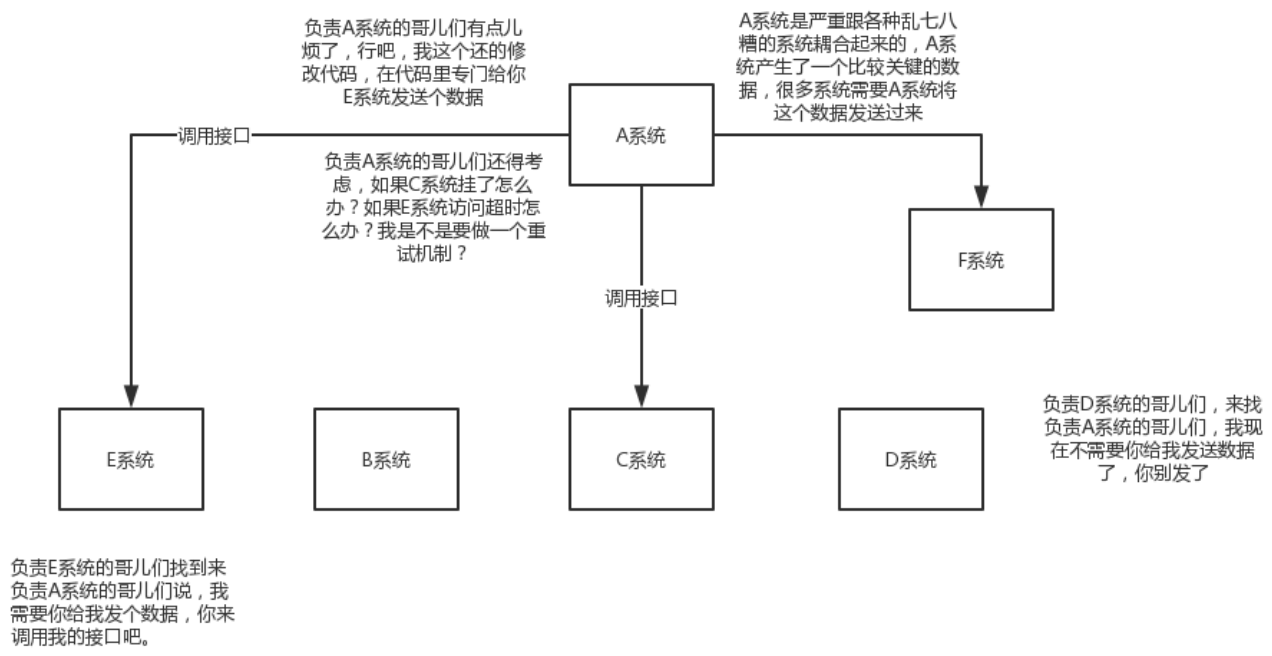 负责A系统的哥儿们有点儿
烦了，行吧，我这个还的修
改代码，在代码里专门给你
E系统发送个数据
A系统是严重跟各种乱七八
糟的系统耦合起来的，A系
统产生了一个比较关键的数
据，很多系统需要A系统将
这个数据发送过来
调用接口
A系统
负责A系统的哥儿们还得考
虑，如果C系统挂了怎么
办？如果E系统访问超时怎
么办？我是不是要做一个重
试机制？
F系统
调用接口
E系统
B系统
C系统
D系统
负责D系统的哥儿们，来找
负责A系统的哥儿们，我现
在不需要你给我发送数据
了，你别发了
负责E系统的哥儿们找到来
负责A系统的哥儿们说，我
需要你给我发个数据，你来
调用我的接口吧。